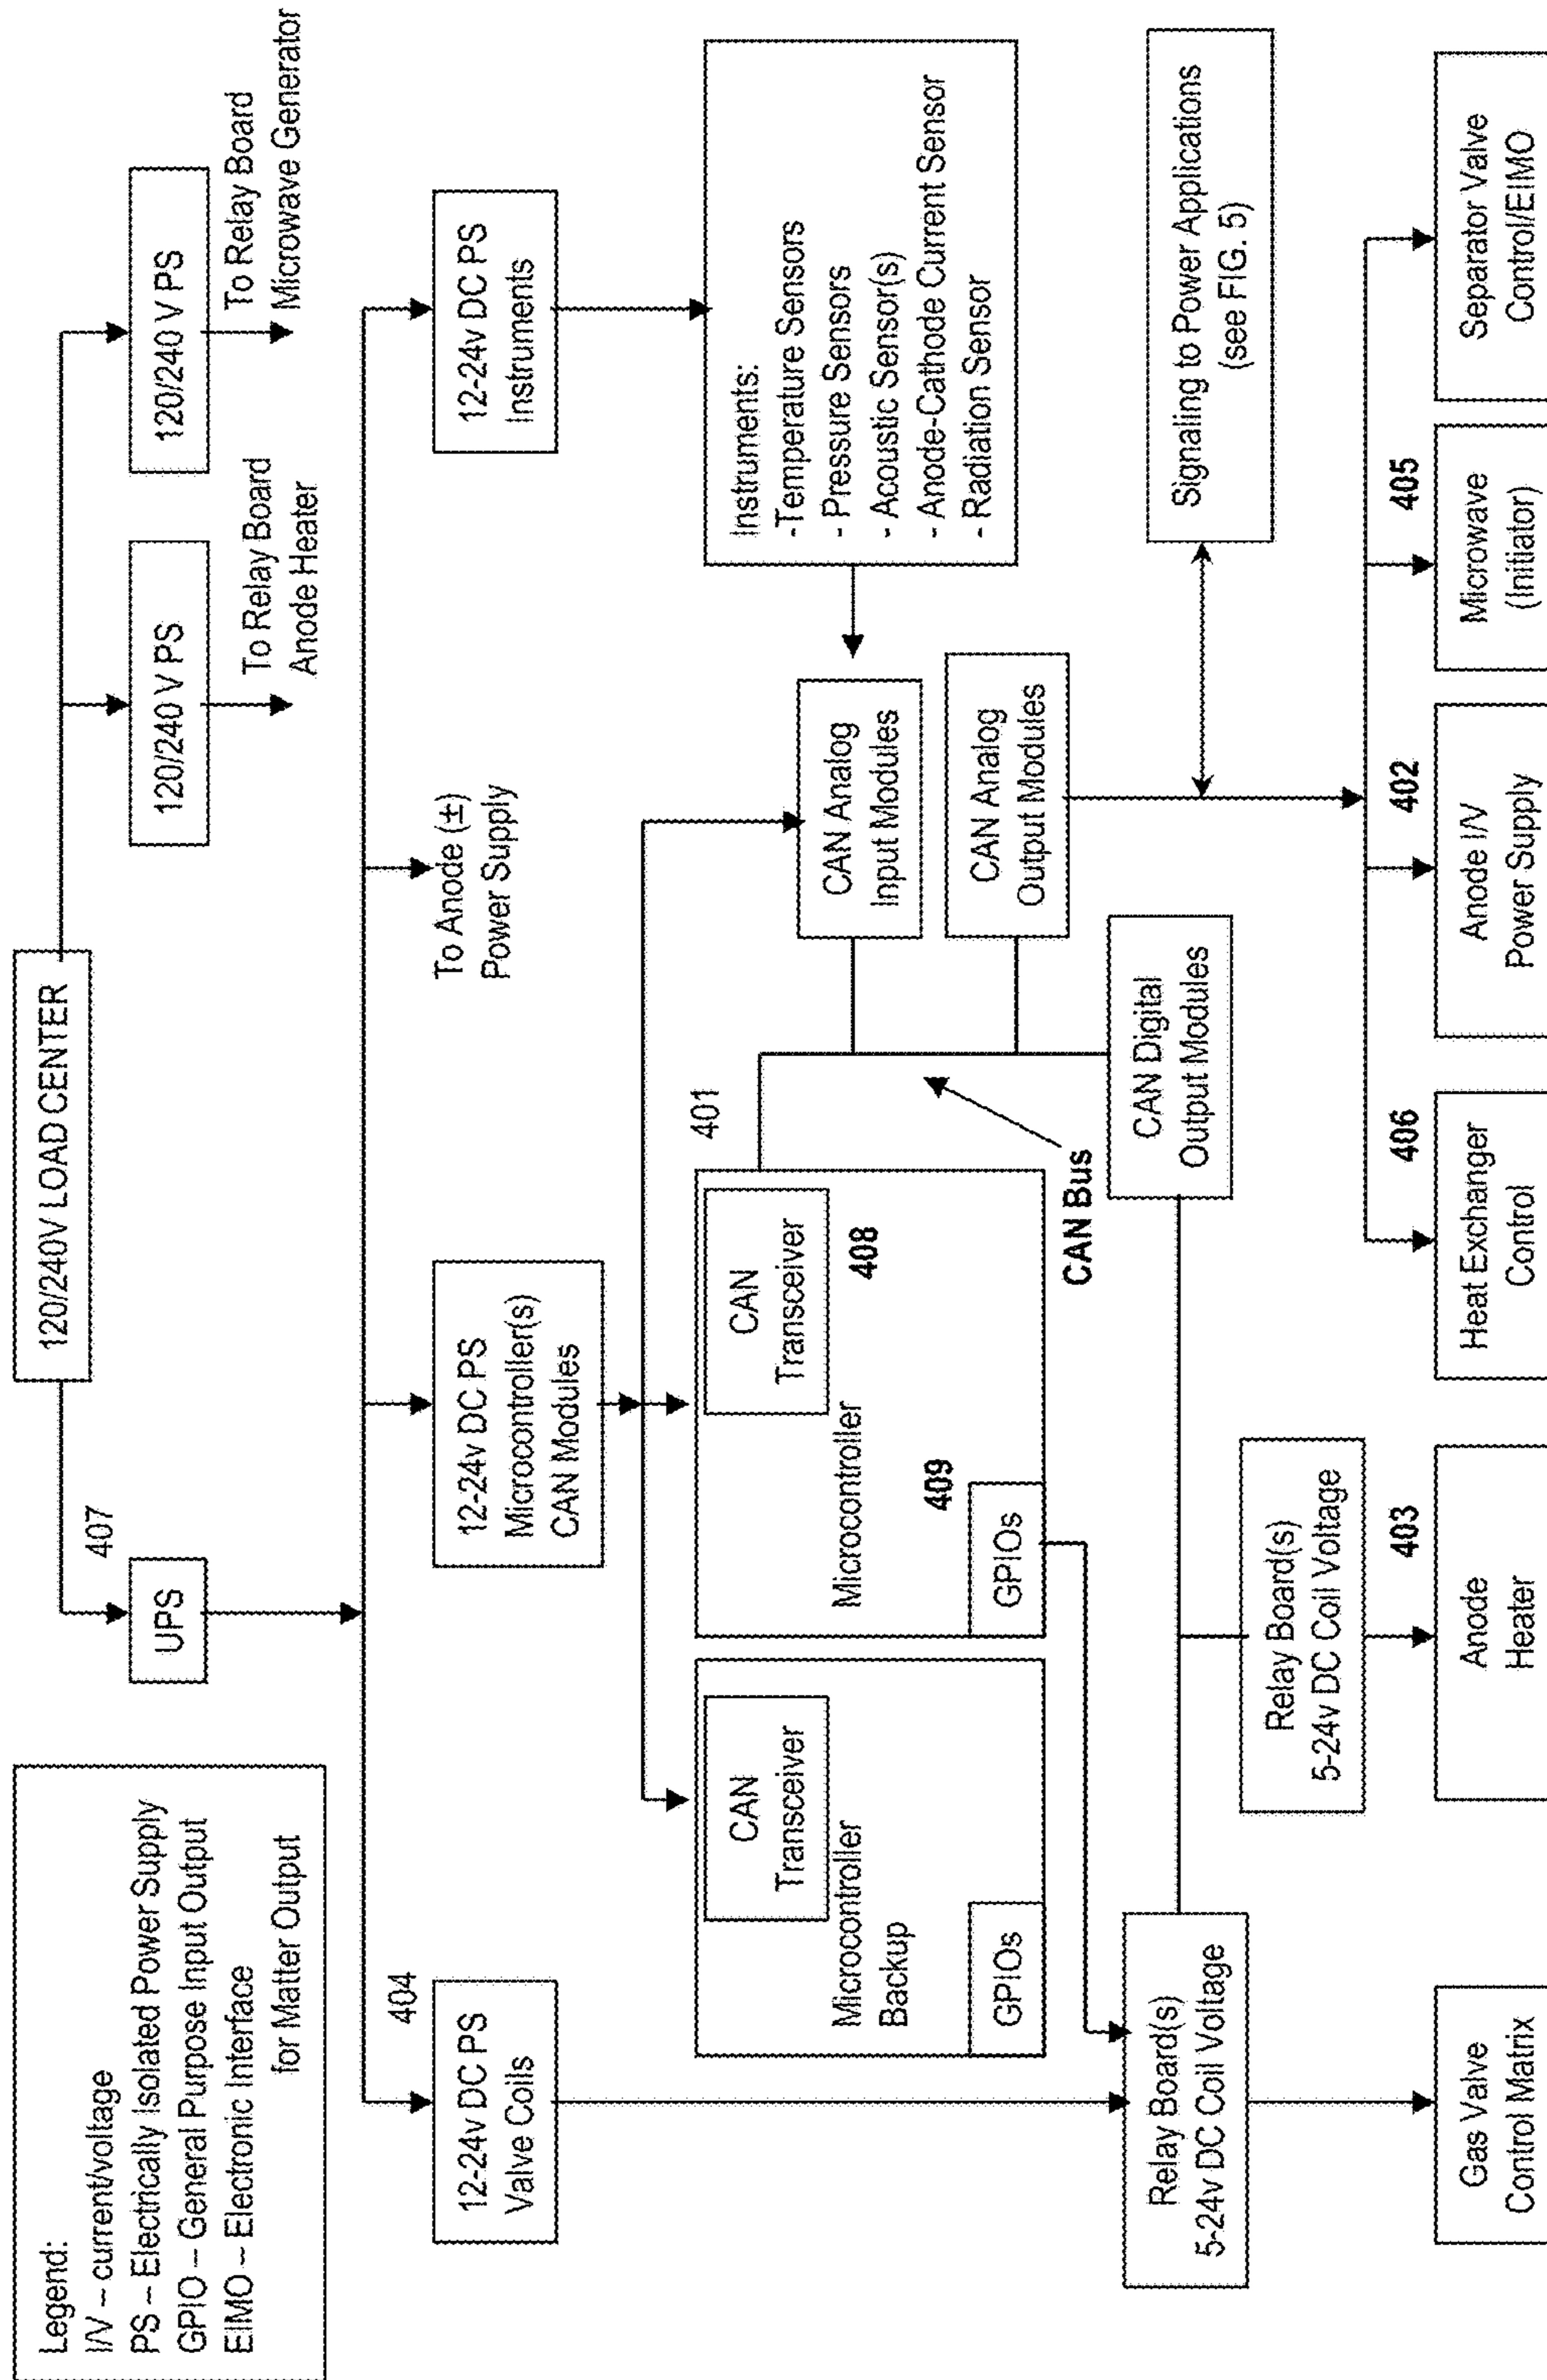 Legend:
I/V – current/voltage
PS – Electrically Isolated Power Supply
GPIO – General Purpose Input Output
EIMO – Electronic Interface
for Matter Output
120/240V LOAD CENTER
407
UPS
120/240 V PS
120/240 V PS
To Relay Board
Anode Heater
To Relay Board
Microwave Generator
404
12-24v DC PS
Valve Coils
12-24v DC PS
Microcontroller(s)
CAN Modules
To Anode (±)
Power Supply
12-24v DC PS
Instruments
401
CAN
Transceiver
Microcontroller
Backup
GPIOs
CAN
Transceiver
408
Microcontroller
409
GPIOs
CAN Bus
CAN Analog
Input Modules
CAN Analog
Output Modules
CAN Digital
Output Modules
Instruments:
-Temperature Sensors
- Pressure Sensors
- Acoustic Sensor(s)
- Anode-Cathode Current Sensor
- Radiation Sensor
Signaling to Power Applications
(see FIG. 5)
Relay Board(s)
5-24v DC Coil Voltage
Relay Board(s)
5-24v DC Coil Voltage
403
406
402
405
Gas Valve
Control Matrix
Anode
Heater
Heat Exchanger
Control
Anode I/V
Power Supply
Microwave
(Initiator)
Separator Valve
Control/EIMO